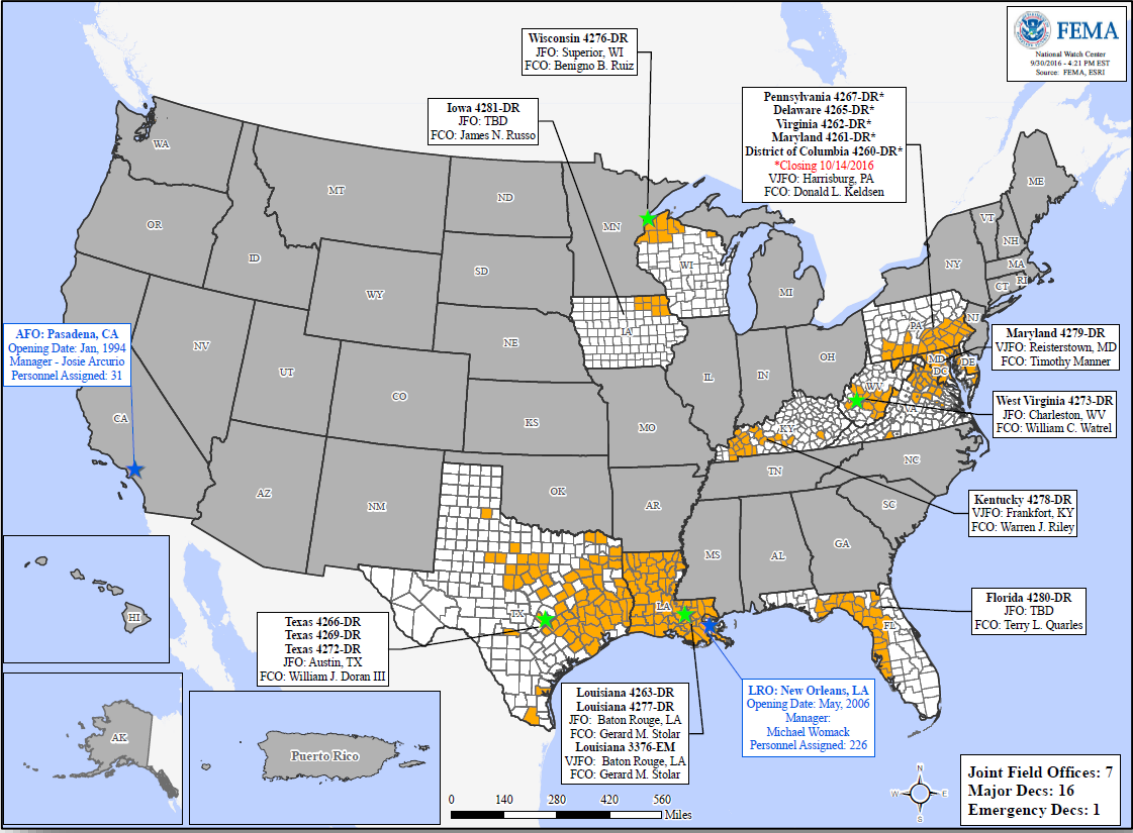 FEMA
National Watch Center
9/30/2016 - 4:21 PM EST
Source: FEMA, ESRI
Wisconsin 4276-DR
JFO: Superior, WI
FCO: Benigno B. Ruiz
Iowa 4281-DR
JFO: TBD
FCO: James N. Russo
Pennsylvania 4267-DR*
Delaware 4265-DR*
Virginia 4262-DR*
Maryland 4261-DR*
District of Columbia 4260-DR*
*Closing 10/14/2016
VJFO: Harrisburg, PA
FCO: Donald L. Keldsen
WA
MT
ND
MN
ME
OR
ID
SD
WI
VT
NH
NY
MA
CT
RI
WY
MI
AFO: Pasadena, CA
Opening Date: Jan, 1994
Manager - Josie Arcurio
Personnel Assigned: 31
NV
UT
NE
IA
PA
NJ
Maryland 4279-DR
VJFO: Reisterstown, MD
FCO: Timothy Manner
IL
IN
OH
MD
DE
DC
WV
VA
CA
CO
KS
MO
KY
West Virginia 4273-DR
JFO: Charleston, WV
FCO: William C. Watrel
AZ
NM
OK
AR
TN
NC
SC
Kentucky 4278-DR
VJFO: Frankfort, KY
FCO: Warren J. Riley
MS
AL
GA
HI
TX
LA
FL
Florida 4280-DR
JFO: TBD
FCO: Terry L. Quarles
Texas 4266-DR
Texas 4269-DR
Texas 4272-DR
JFO: Austin, TX
FCO: William J. Doran III
Louisiana 4263-DR
Louisiana 4277-DR
JFO: Baton Rouge, LA
FCO: Gerard M. Stolar
Louisiana 3376-EM
VJFO: Baton Rouge, LA
FCO: Gerard M. Stolar
LRO: New Orleans, LA
Opening Date: May, 2006
Manager:
Michael Womack
Personnel Assigned: 226
AK
Puerto Rico
0 140 280 420 560
Miles
N
W E
S
Joint Field Offices: 7
Major Decs: 16
Emergency Decs: 1